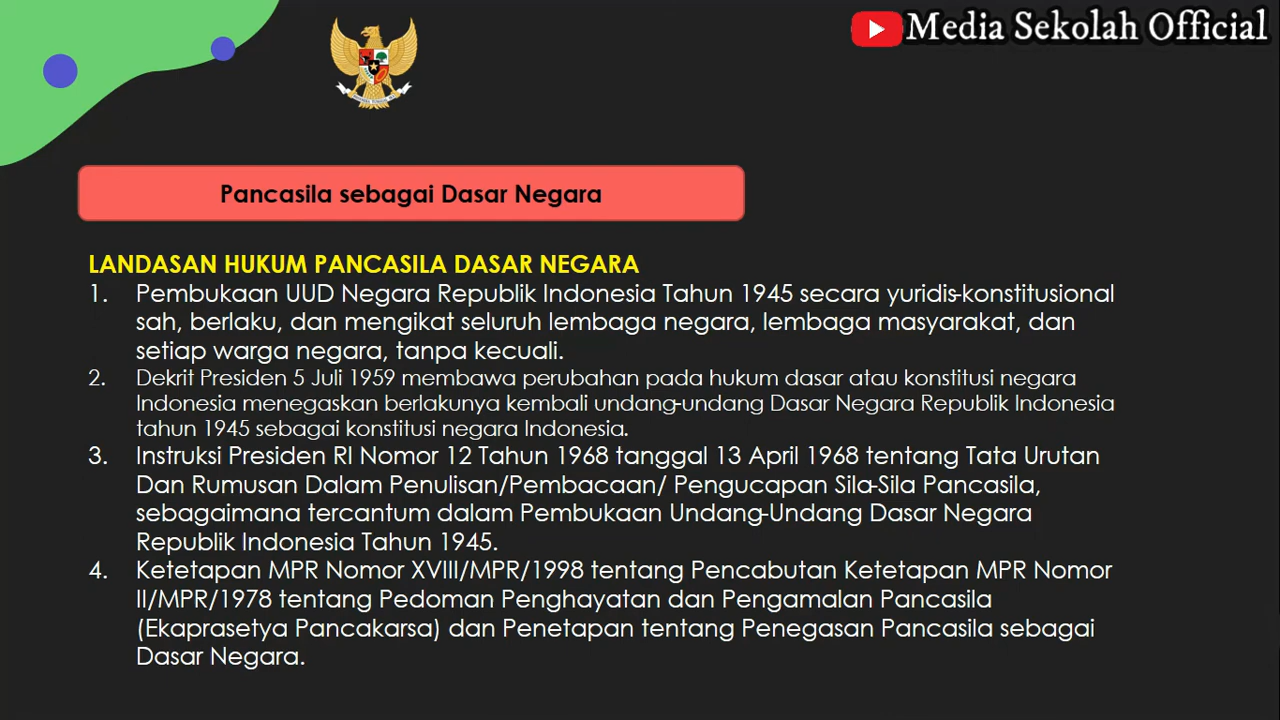 Media Sekolah Official
Pancasila sebagai Dasar Negara
LANDASAN HUKUM PANCASILA DASAR NEGARA
1. Pembukaan UUD Negara Republik Indonesia Tahun 1945 secara yuridis-konstitusional
sah, berlaku, dan mengikat seluruh lembaga negara, lembaga masyarakat, dan
setiap warga negara, tanpa kecuali.
2. Dekrit Presiden 5 Juli 1959 membawa perubahan pada hukum dasar atau konstitusi negara
Indonesia menegaskan berlakunya kembali undang-undang Dasar Negara Republik Indonesia
tahun 1945 sebagai konstitusi negara Indonesia.
3. Instruksi Presiden RI Nomor 12 Tahun 1968 tanggal 13 April 1968 tentang Tata Urutan
Dan Rumusan Dalam Penulisan/Pembacaan/ Pengucapan Sila-Sila Pancasila,
sebagaimana tercantum dalam Pembukaan Undang-Undang Dasar Negara
Republik Indonesia Tahun 1945.
4. Ketetapan MPR Nomor XVIII/MPR/1998 tentang Pencabutan Ketetapan MPR Nomor
II/MPR/1978 tentang Pedoman Penghayatan dan Pengamalan Pancasila
(Ekaprasetya Pancakarsa) dan Penetapan tentang Penegasan Pancasila sebagai
Dasar Negara.